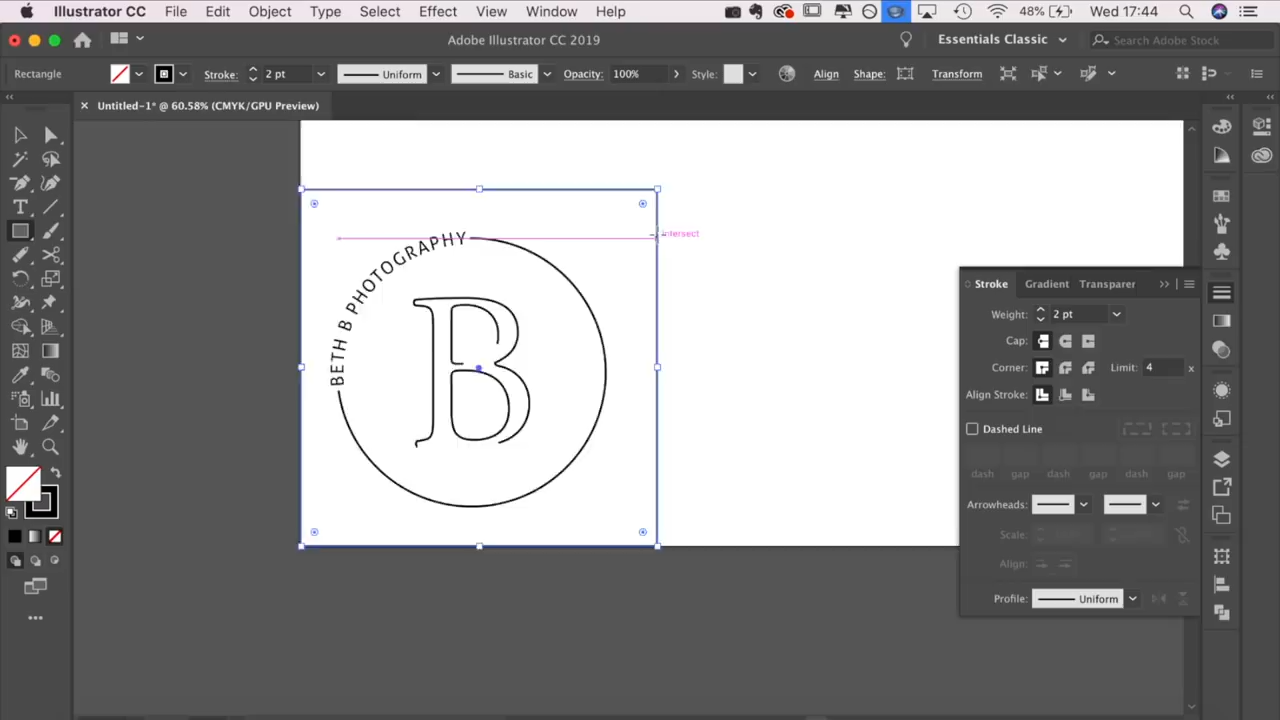 Illustrator CC File Edit Object Type Select Effect View Window Help 48% Wed 17:44
Adobe Illustrator CC 2019 Essentials Classic Search Adobe Stock
Rectangle Stroke: 2 pt Uniform Basic Opacity: 100% Style: Align Shape: Transform
Untitled-1* @ 60.58% (CMYK/GPU Preview)
intersect
BETH B PHOTOGRAPHY
B
Stroke Gradient Transparer
Weight: 2 pt
Cap:
Corner: Limit: 4 x
Align Stroke:
Dashed Line
dash gap dash gap dash gap
Arrowheads:
Scale:
Align:
Profile: Uniform